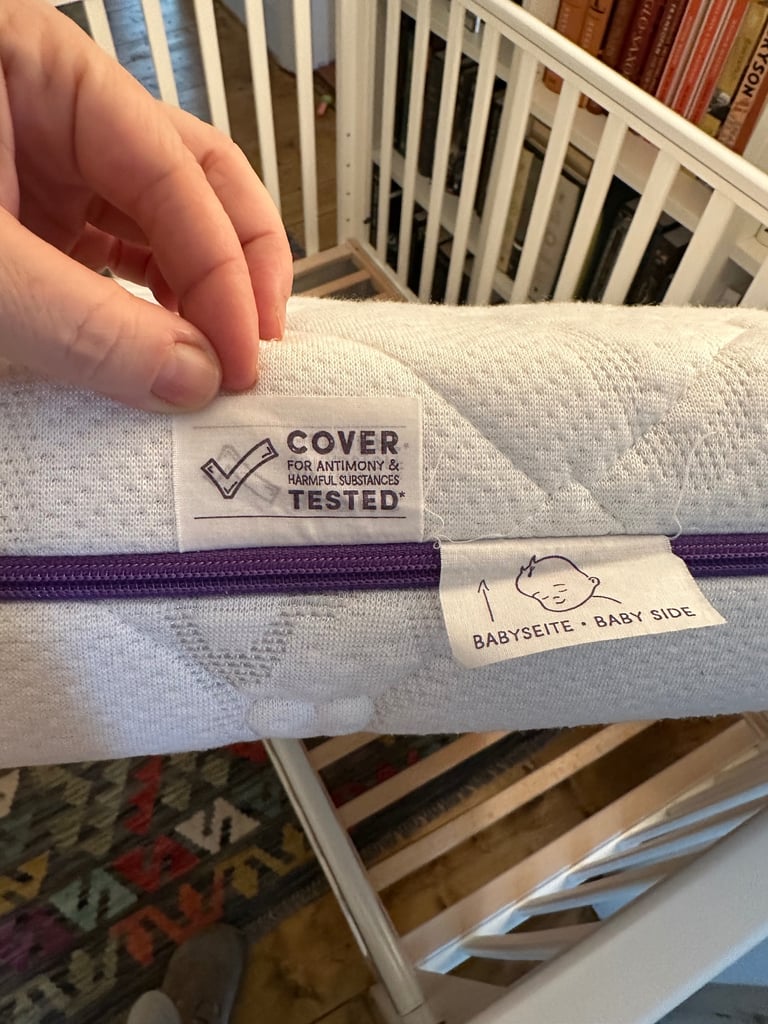 COVER
FOR ANTIMONY &
HARMFUL SUBSTANCES
TESTED*
BABYSEITE • BABY SIDE